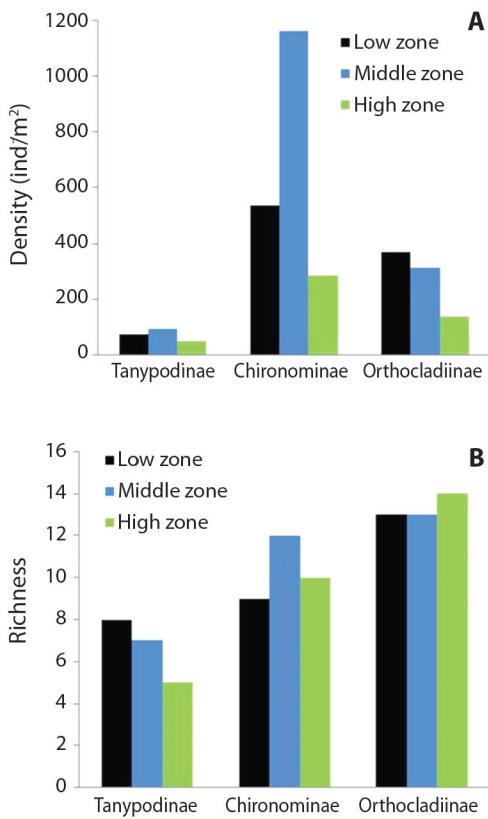 A
1200
1000
800
600
400
200
0
Density (ind/m²)
Low zone
Middle zone
High zone
Tanypodinae Chironominae Orthocladiinae
B
16
14
12
10
8
6
4
2
0
Richness
Low zone
Middle zone
High zone
Tanypodinae Chironominae Orthocladiinae